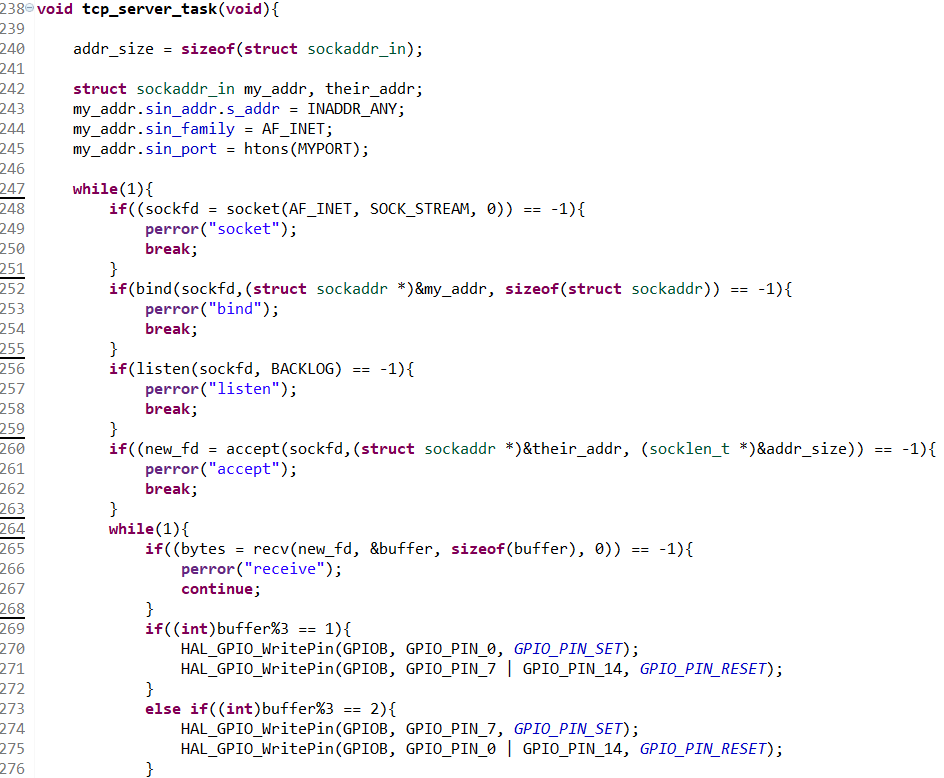 238 void tcp_server_task(void){
239
240     addr_size = sizeof(struct sockaddr_in);
241
242     struct sockaddr_in my_addr, their_addr;
243     my_addr.sin_addr.s_addr = INADDR_ANY;
244     my_addr.sin_family = AF_INET;
245     my_addr.sin_port = htons(MYPORT);
246
247     while(1){
248         if((sockfd = socket(AF_INET, SOCK_STREAM, 0)) == -1){
249             perror("socket");
250             break;
251         }
252         if(bind(sockfd,(struct sockaddr *)&my_addr, sizeof(struct sockaddr)) == -1){
253             perror("bind");
254             break;
255         }
256         if(listen(sockfd, BACKLOG) == -1){
257             perror("listen");
258             break;
259         }
260         if((new_fd = accept(sockfd,(struct sockaddr *)&their_addr, (socklen_t *)&addr_size)) == -1){
261             perror("accept");
262             break;
263         }
264         while(1){
265             if((bytes = recv(new_fd, &buffer, sizeof(buffer), 0)) == -1){
266                 perror("receive");
267                 continue;
268             }
269             if((int)buffer%3 == 1){
270                 HAL_GPIO_WritePin(GPIOB, GPIO_PIN_0, GPIO_PIN_SET);
271                 HAL_GPIO_WritePin(GPIOB, GPIO_PIN_7 | GPIO_PIN_14, GPIO_PIN_RESET);
272             }
273             else if((int)buffer%3 == 2){
274                 HAL_GPIO_WritePin(GPIOB, GPIO_PIN_7, GPIO_PIN_SET);
275                 HAL_GPIO_WritePin(GPIOB, GPIO_PIN_0 | GPIO_PIN_14, GPIO_PIN_RESET);
276             }